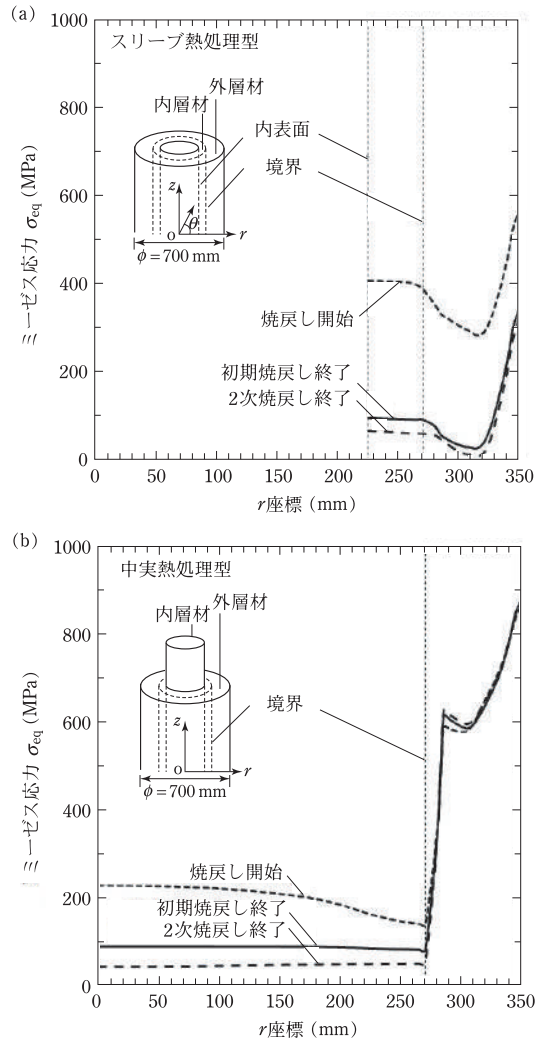 (a)
1000
スリーブ熱処理型
外層材
内層材
内表面
境界
800
600
400
200
0
z
θ
o
r
φ＝700 mm
ミーゼス応力 σeq (MPa)
焼戻し開始
初期焼戻し終了
2次焼戻し終了
0 50 100 150 200 250 300 350
r座標 (mm)
(b)
1000
中実熱処理型
外層材
内層材
境界
800
600
400
200
0
z
o
r
φ＝700 mm
ミーゼス応力 σeq (MPa)
焼戻し開始
初期焼戻し終了
2次焼戻し終了
0 50 100 150 200 250 300 350
r座標 (mm)